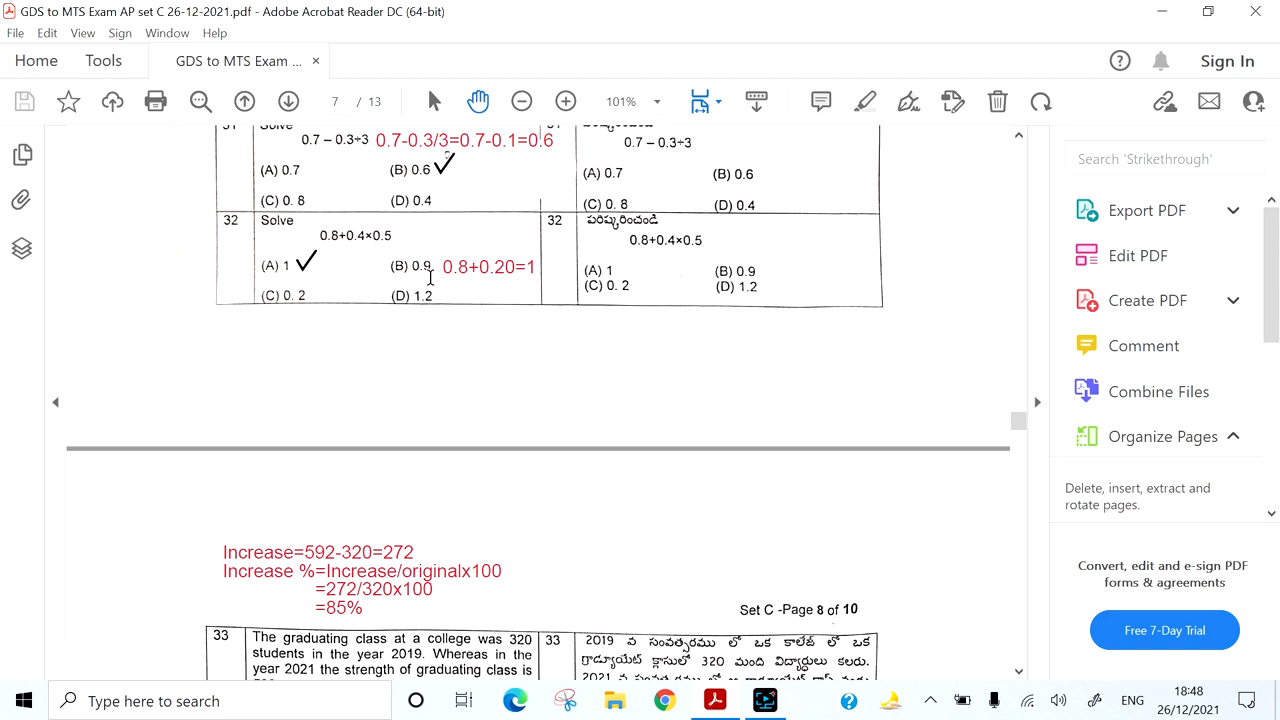 GDS to MTS Exam AP set C 26-12-2021.pdf - Adobe Acrobat Reader DC (64-bit)
File Edit View Sign Window Help
Home Tools GDS to MTS Exam ... × Sign In
7 / 13 101%
Search 'Strikethrough'
Export PDF
Edit PDF
Create PDF
Comment
Combine Files
Organize Pages
Delete, insert, extract and
rotate pages.
Convert, edit and e-sign PDF
forms & agreements
Free 7-Day Trial
31 Solve
0.7 – 0.3÷3 0.7-0.3/3=0.7-0.1=0.6
(A) 0.7 (B) 0.6
(C) 0. 8 (D) 0.4
31 పరిష్కరించండి
0.7 – 0.3÷3
(A) 0.7 (B) 0.6
(C) 0. 8 (D) 0.4
32 Solve
0.8+0.4×0.5
(A) 1 (B) 0.9 0.8+0.20=1
(C) 0. 2 (D) 1.2
32 పరిష్కరించండి
0.8+0.4×0.5
(A) 1 (B) 0.9
(C) 0. 2 (D) 1.2
Increase=592-320=272
Increase %=Increase/originalx100
=272/320x100
=85%
Set C -Page 8 of 10
33 The graduating class at a college was 320
students in the year 2019. Whereas in the
year 2021 the strength of graduating class is
33 2019 వ సంవత్సరము లో ఒక కాలేజ్ లో ఒక
గ్రాడ్యూయేట్ క్లాసులో 320 మంది విద్యార్ధులు కలరు.
Type here to search
ENG
18:48
26/12/2021